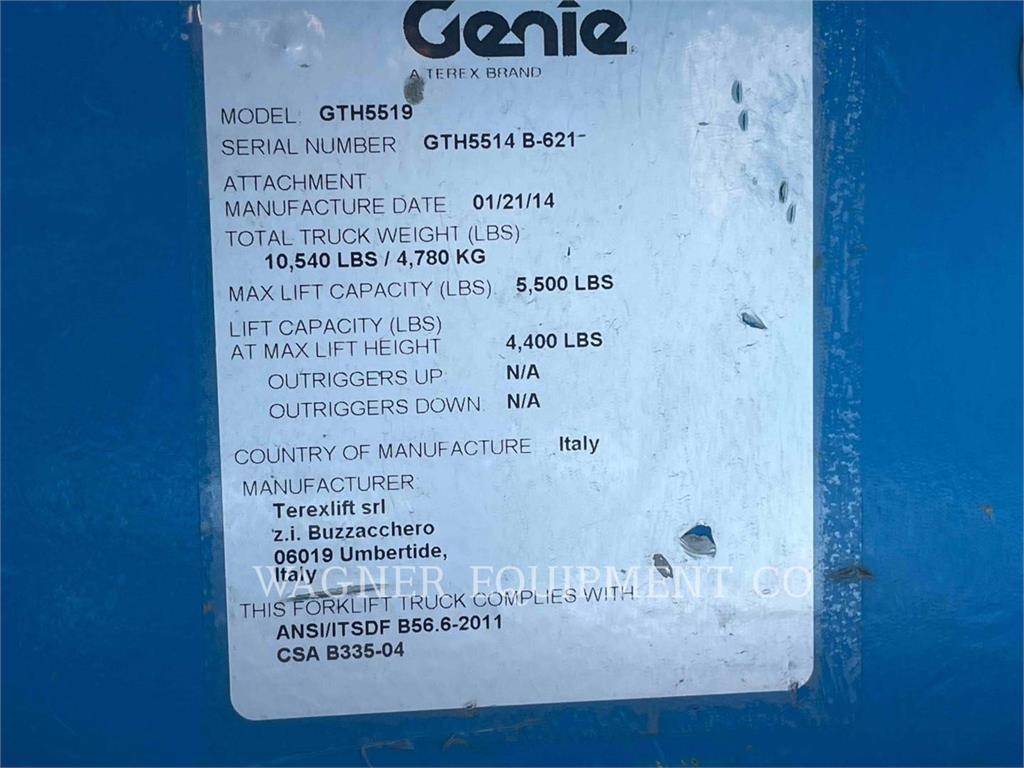 Genie
A TEREX BRAND
MODEL: GTH5519
SERIAL NUMBER GTH5514 B-621
ATTACHMENT
MANUFACTURE DATE 01/21/14
TOTAL TRUCK WEIGHT (LBS)
10,540 LBS / 4,780 KG
MAX LIFT CAPACITY (LBS) 5,500 LBS
LIFT CAPACITY (LBS)
AT MAX LIFT HEIGHT 4,400 LBS
OUTRIGGERS UP: N/A
OUTRIGGERS DOWN: N/A
COUNTRY OF MANUFACTURE Italy
MANUFACTURER
Terexlift srl
z.i. Buzzacchero
06019 Umbertide,
Italy
WAGNER EQUIPMENT CO
THIS FORKLIFT TRUCK COMPLIES WITH:
ANSI/ITSDF B56.6-2011
CSA B335-04